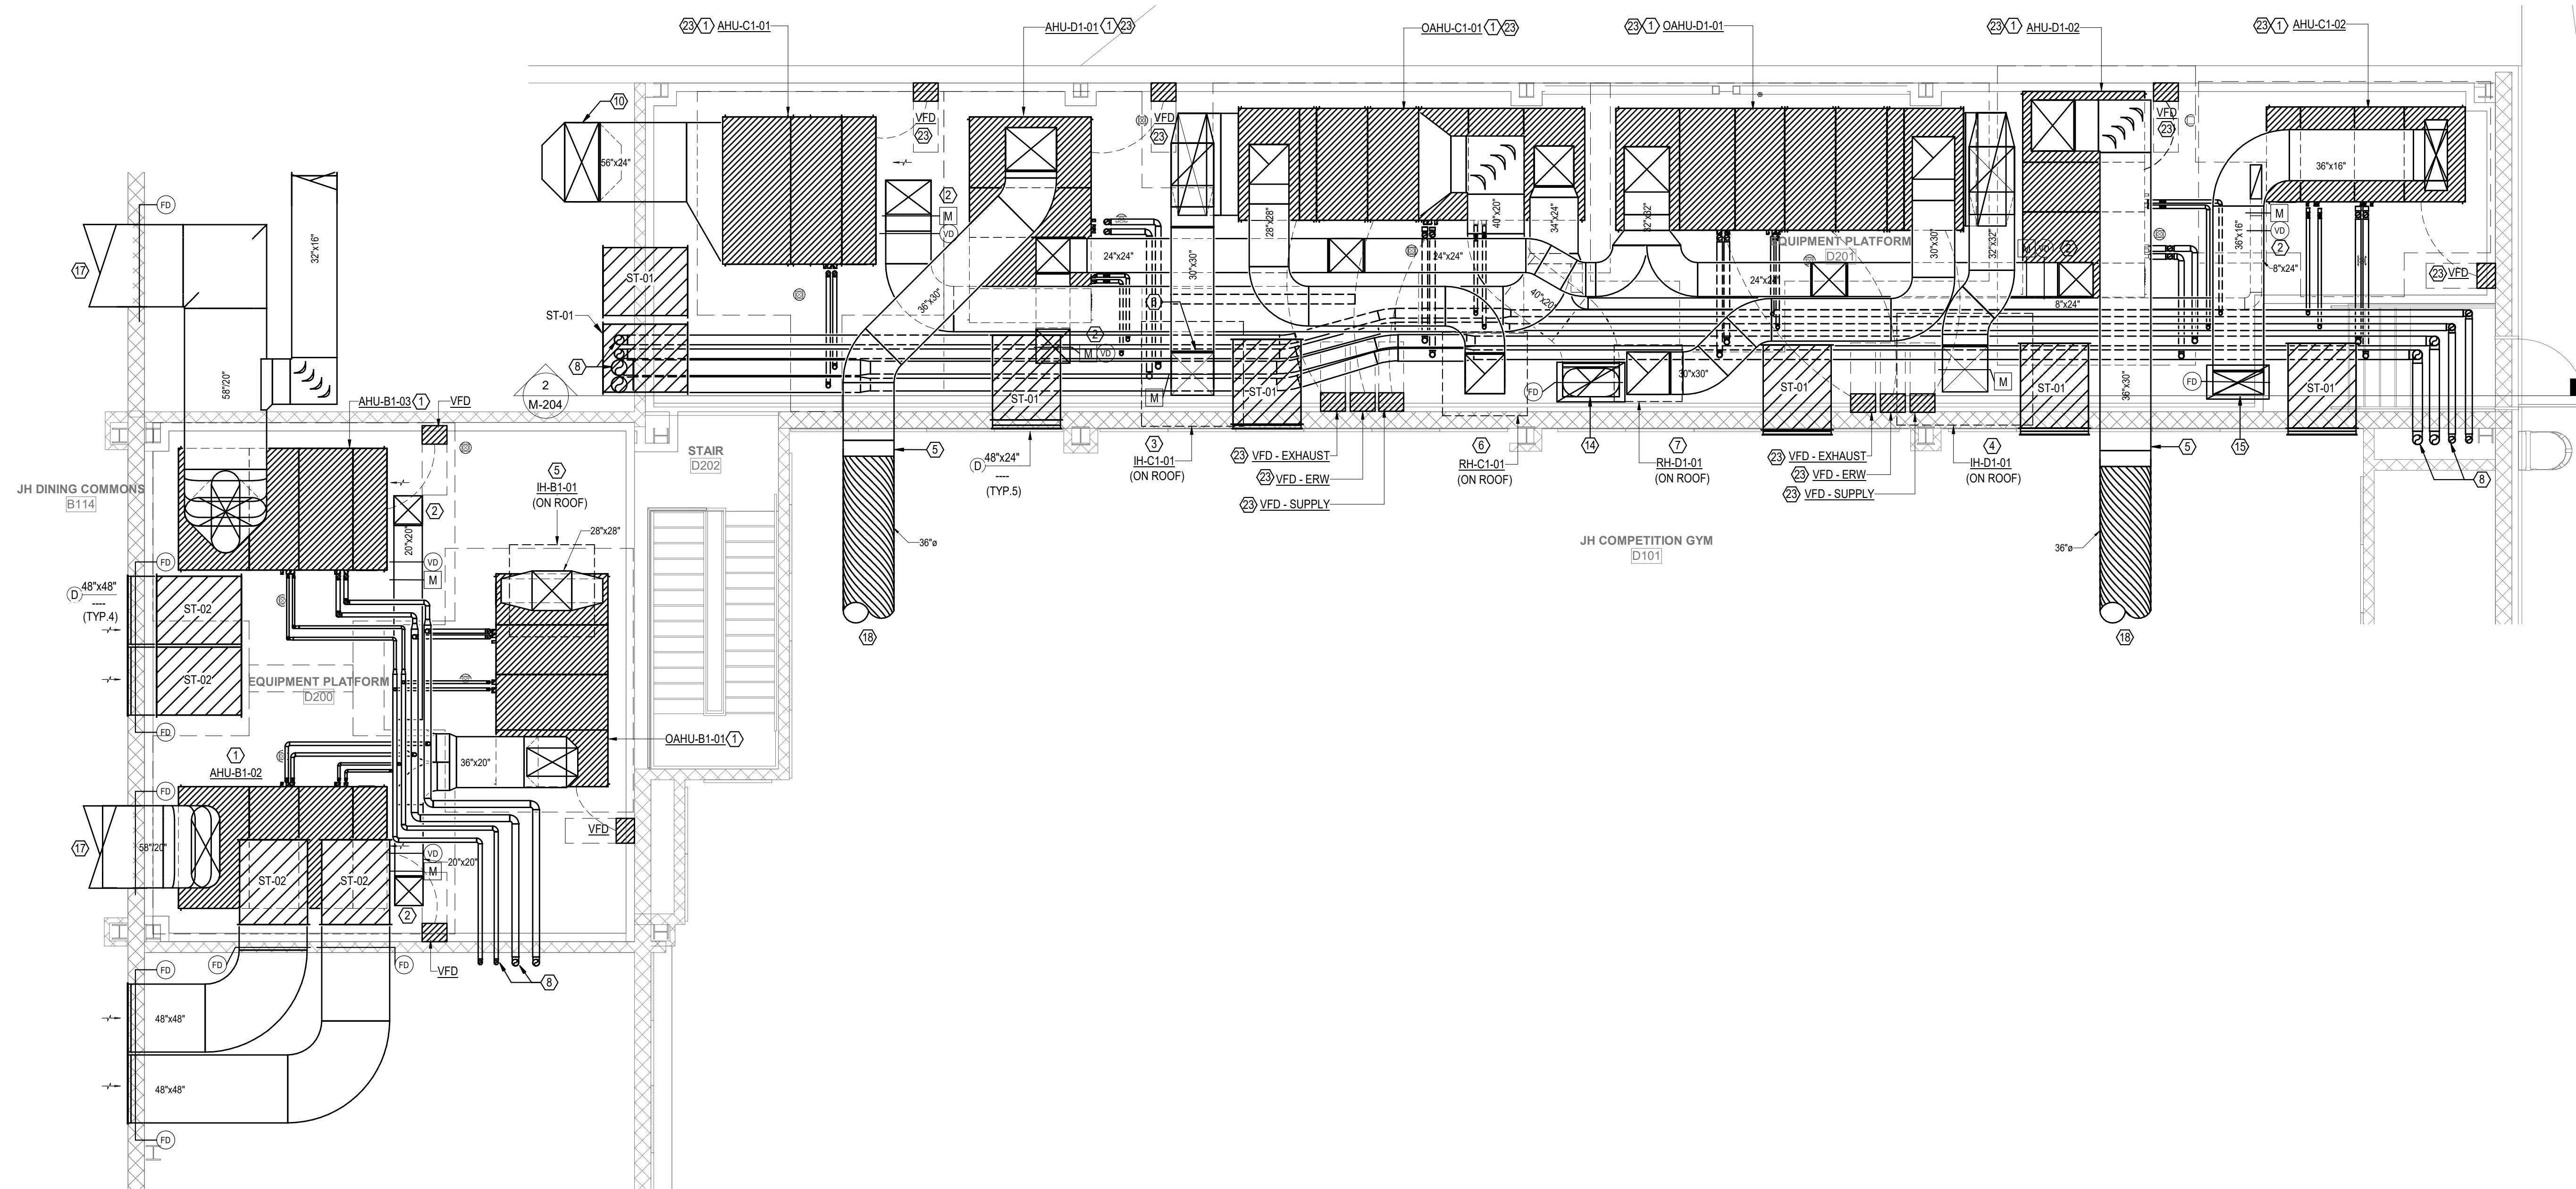 23 1 AHU-C1-01
AHU-D1-01 1 23
OAHU-C1-01 1 23
23 1 OAHU-D1-01
23 1 AHU-D1-02
23 1 AHU-C1-02
10
56"x24"
VFD
23
VFD
23
VFD
23
2
M
VD
36"x16"
36"x16"
M
VD
2
8"x24"
23 VFD
FD
17
32"x16"
ST-01
ST-01
8
36"x30"
24"x24"
30"x30"
8
28"x28"
24"x24"
40"x20"
34"x24"
40"x20"
32"x32"
EQUIPMENT PLATFORM
D201
24"x24"
30"x30"
32"x32"
M
VD
2
8"x24"
2
M
VD
2
M-204
58"/20"
AHU-B1-03 1
VFD
STAIR
D202
5
ST-01
D 48"x24"
----
(TYP.5)
M
3
IH-C1-01
(ON ROOF)
ST-01
23 VFD - EXHAUST
23 VFD - ERW
23 VFD - SUPPLY
6
RH-C1-01
(ON ROOF)
FD
14
30"x30"
7
RH-D1-01
(ON ROOF)
ST-01
23 VFD - EXHAUST
23 VFD - ERW
23 VFD - SUPPLY
M
4
IH-D1-01
(ON ROOF)
ST-01
36"x30"
5
FD
15
ST-01
8
JH DINING COMMONS
B114
5
IH-B1-01
(ON ROOF)
28"x28"
2
20"x20"
VD
M
FD
36"ø
18
JH COMPETITION GYM
D101
36"ø
18
D 48"x48"
----
(TYP.4)
ST-02
ST-02
EQUIPMENT PLATFORM
D200
FD
OAHU-B1-01 1
1
AHU-B1-02
36"x20"
FD
17
58"/20"
VFD
VD
20"x20"
M
ST-02
ST-02
2
VFD
FD
FD
FD
8
48"x48"
48"x48"
FD